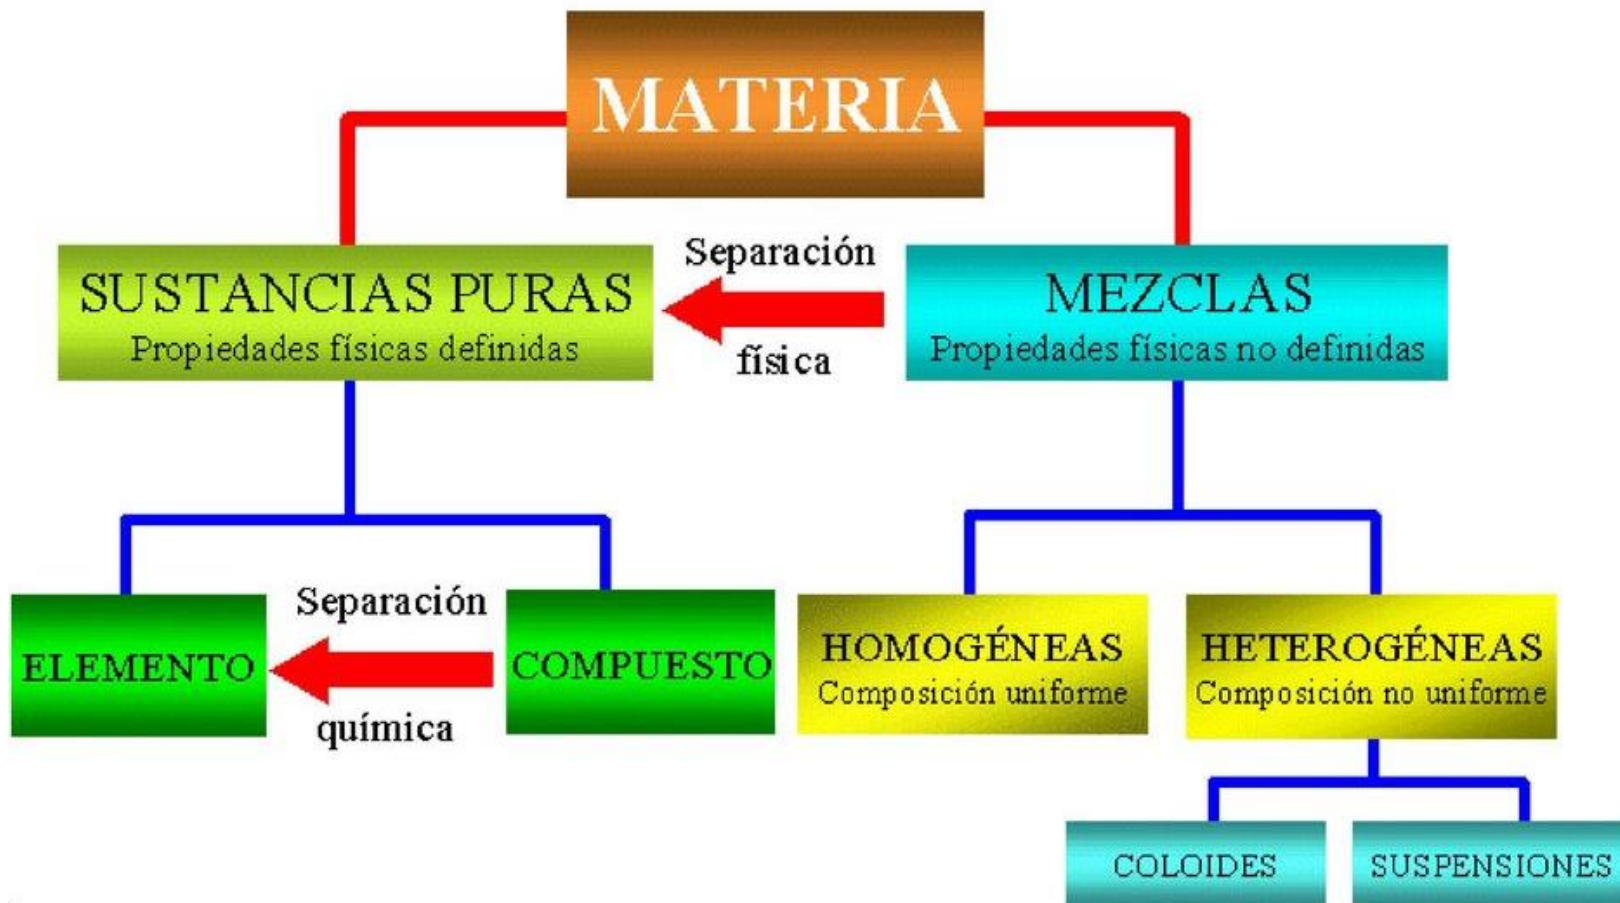 MATERIA
SUSTANCIAS PURAS
Propiedades físicas definidas
Separación
física
MEZCLAS
Propiedades físicas no definidas
ELEMENTO
Separación
química
COMPUESTO
HOMOGÉNEAS
Composición uniforme
HETEROGÉNEAS
Composición no uniforme
COLOIDES
SUSPENSIONES